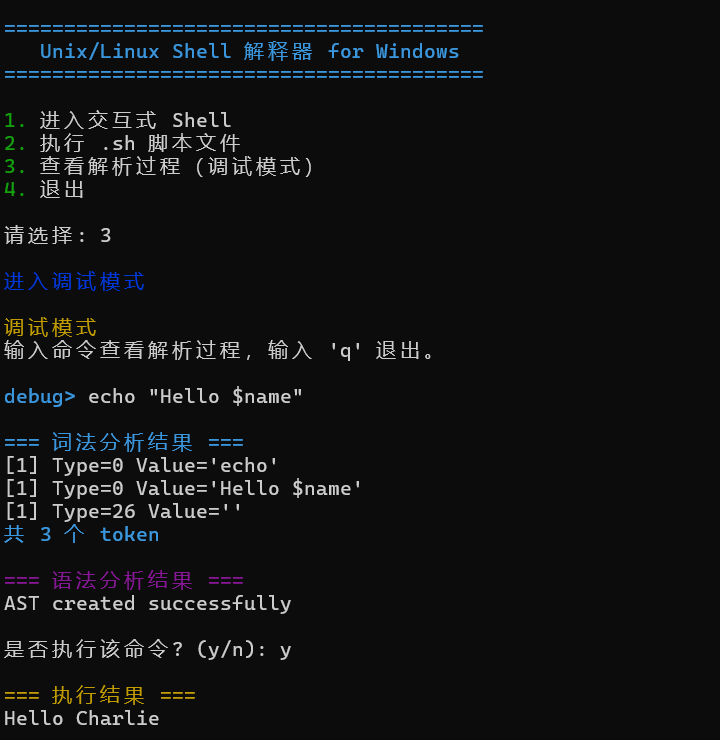 ========================================
Unix/Linux Shell 解释器 for Windows
========================================
1. 进入交互式 Shell
2. 执行 .sh 脚本文件
3. 查看解析过程（调试模式）
4. 退出
请选择: 3
进入调试模式
调试模式
输入命令查看解析过程，输入 'q' 退出。
debug> echo "Hello $name"
=== 词法分析结果 ===
[1] Type=0 Value='echo'
[1] Type=0 Value='Hello $name'
[1] Type=26 Value=''
共 3 个 token
=== 语法分析结果 ===
AST created successfully
是否执行该命令? (y/n): y
=== 执行结果 ===
Hello Charlie